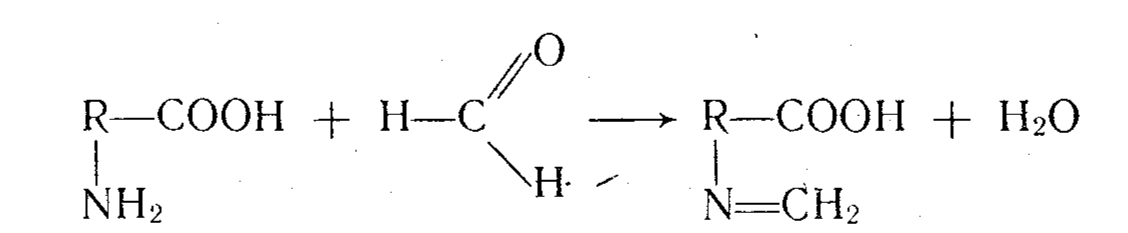 O
R—COOH + H—C ⟶ R—COOH + H₂O
H
NH₂ N=CH₂